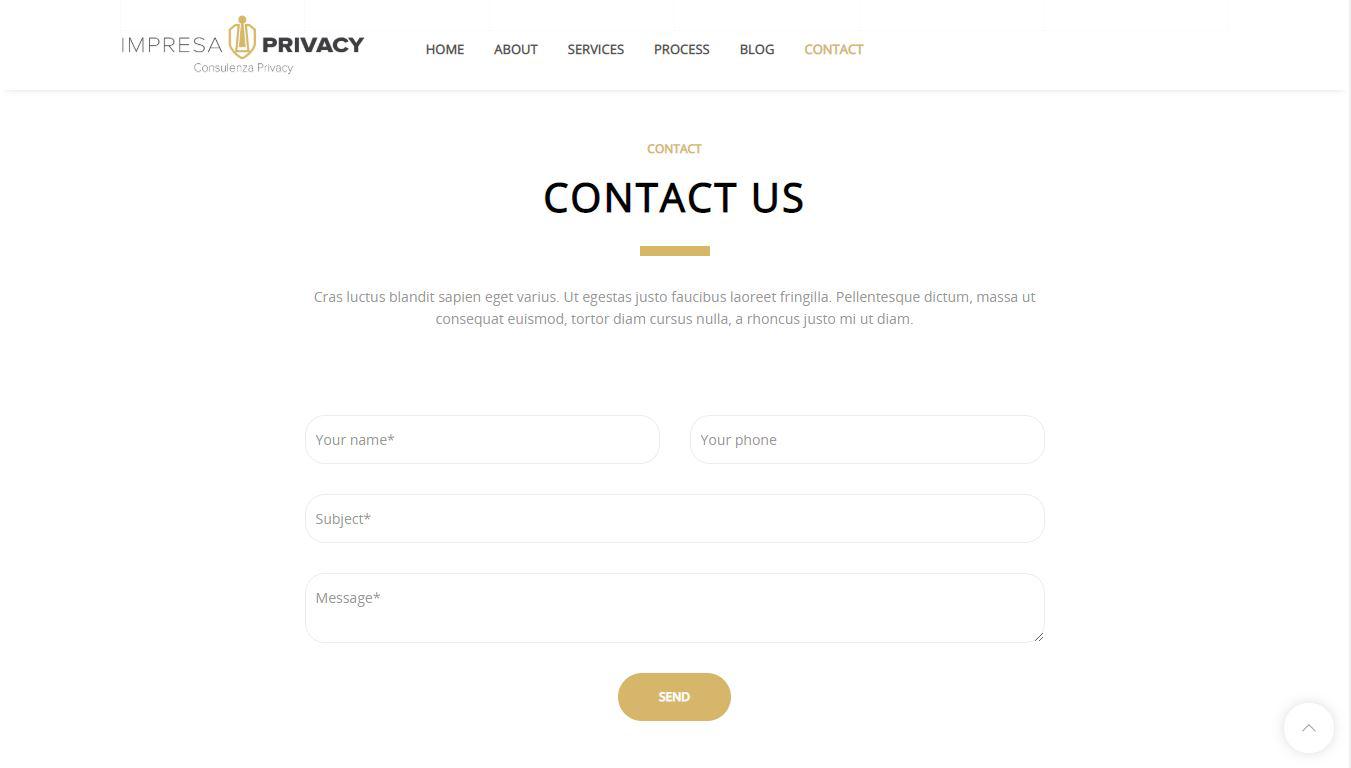 IMPRESA PRIVACY
Consulenza Privacy
HOME ABOUT SERVICES PROCESS BLOG CONTACT
CONTACT
CONTACT US
Cras luctus blandit sapien eget varius. Ut egestas justo faucibus laoreet fringilla. Pellentesque dictum, massa ut
consequat euismod, tortor diam cursus nulla, a rhoncus justo mi ut diam.
Your name* Your phone
Subject*
Message*
SEND